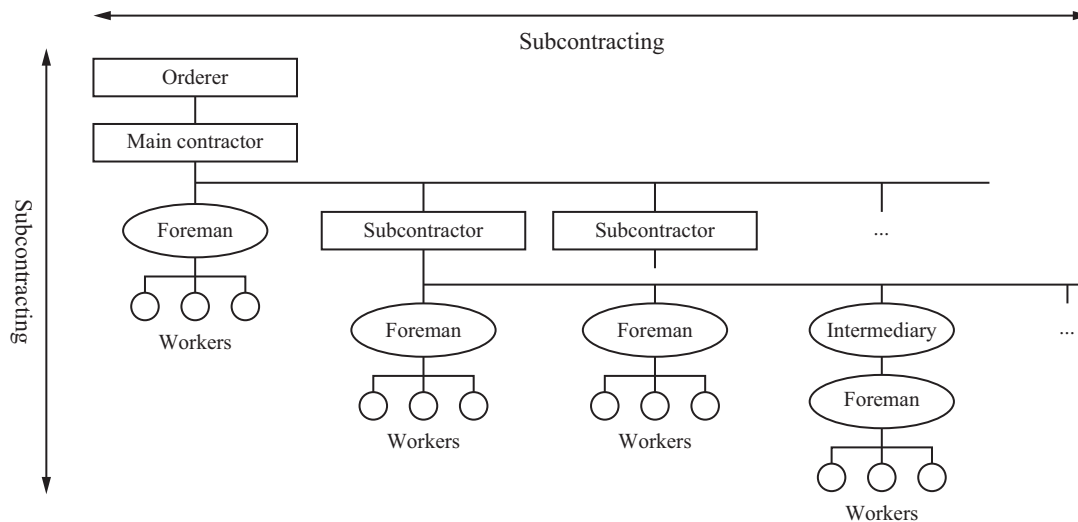 Subcontracting
Subcontracting
Orderer
Main contractor
Foreman
Subcontractor
Subcontractor
...
Workers
Foreman
Foreman
Intermediary
...
Foreman
Workers
Workers
Workers